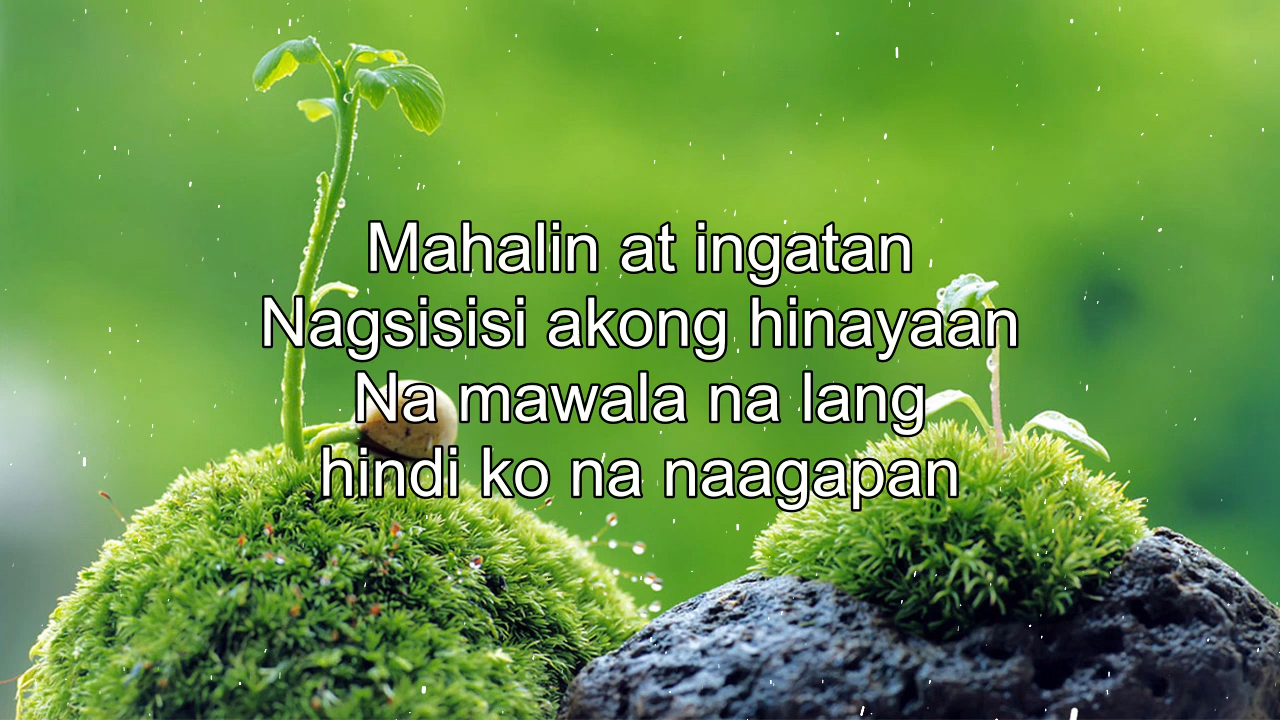 Mahalin at ingatan
Nagsisisi akong hinayaan
Na mawala na lang
hindi ko na naagapan